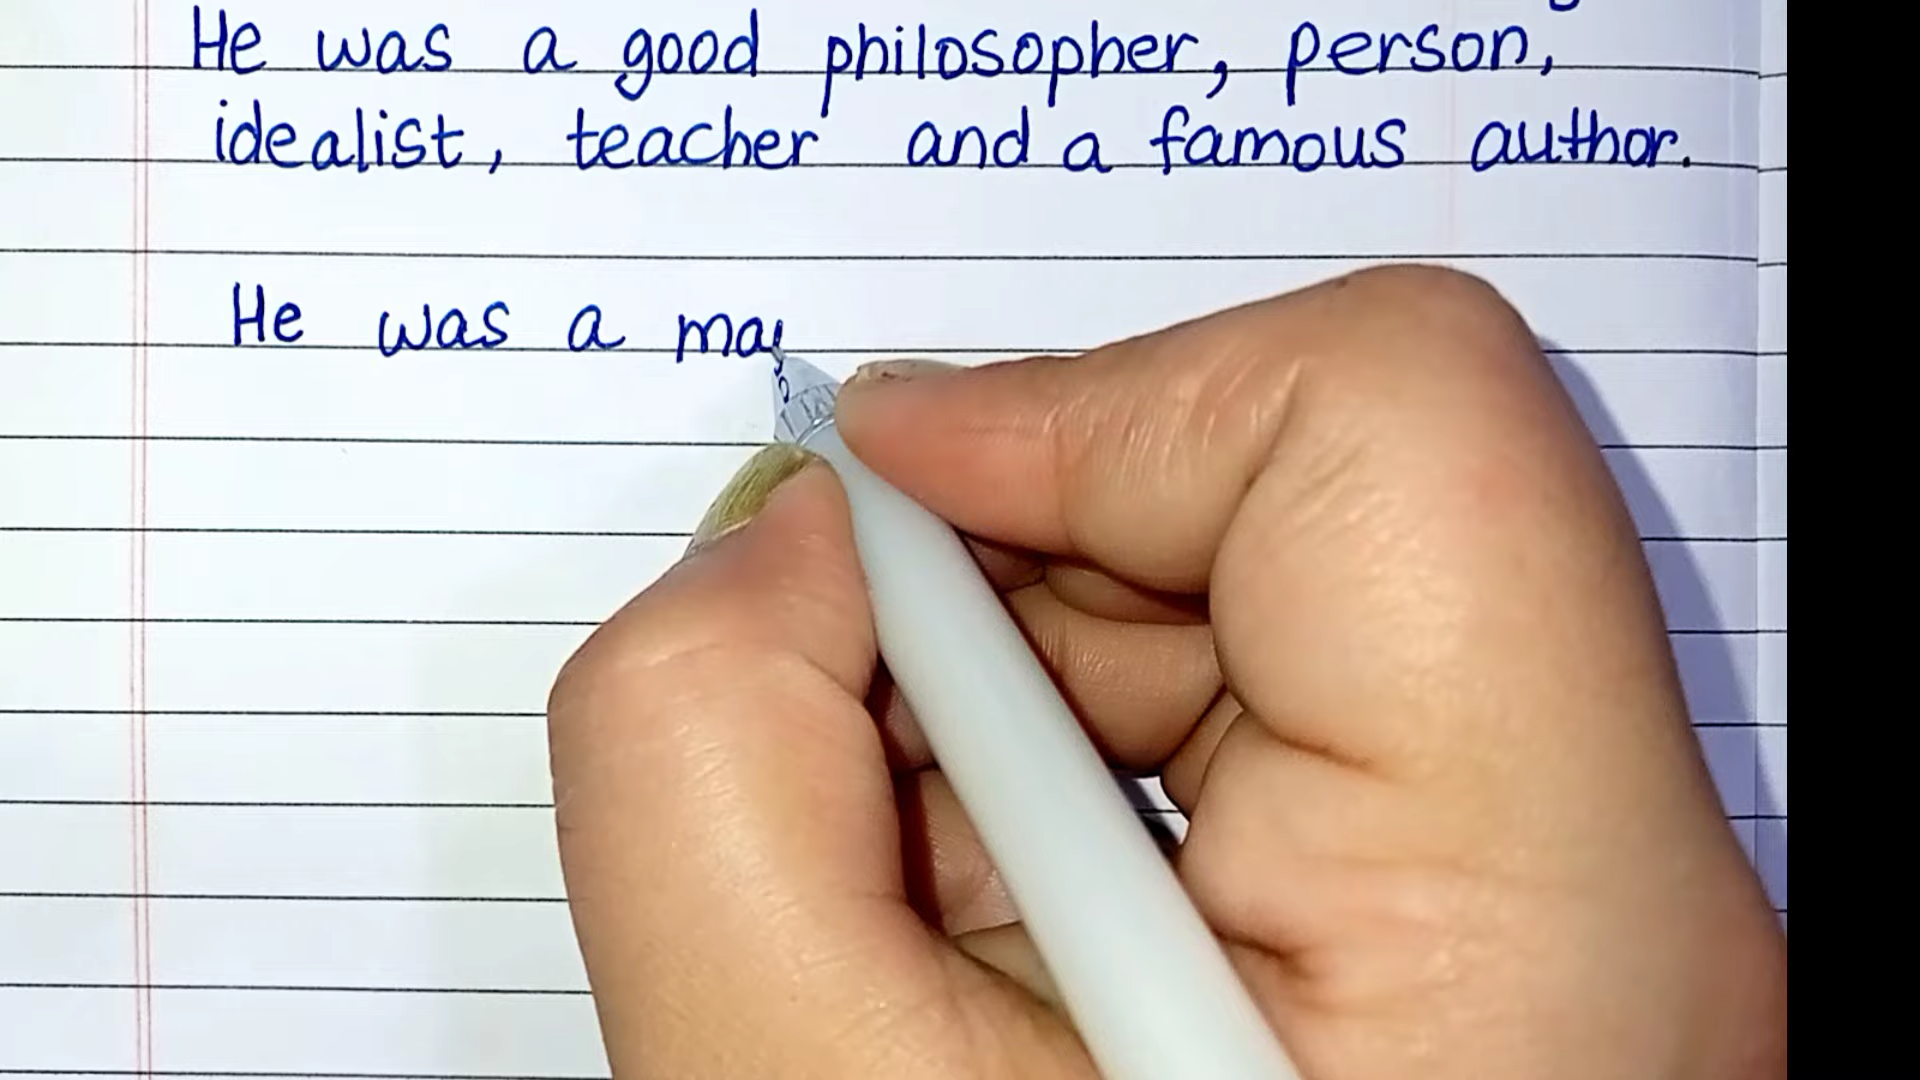 He was a good philosopher, person,
idealist, teacher and a famous author.
He was a ma